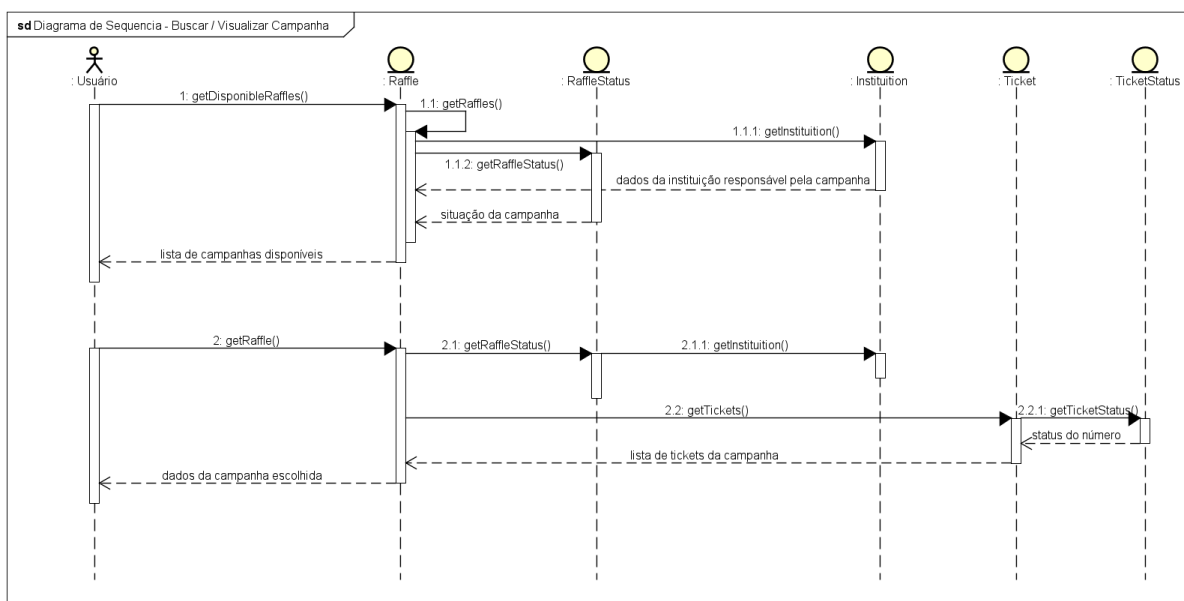 sd Diagrama de Sequencia - Buscar / Visualizar Campanha
: Usuário
: Raffle
: RaffleStatus
: Instituition
: Ticket
: TicketStatus
1: getDisponibleRaffles()
1.1: getRaffles()
1.1.1: getInstituition()
1.1.2: getRaffleStatus()
dados da instituição responsável pela campanha
situação da campanha
lista de campanhas disponíveis
2: getRaffle()
2.1: getRaffleStatus()
2.1.1: getInstituition()
2.2: getTickets()
2.2.1: getTicketStatus()
status do número
lista de tickets da campanha
dados da campanha escolhida